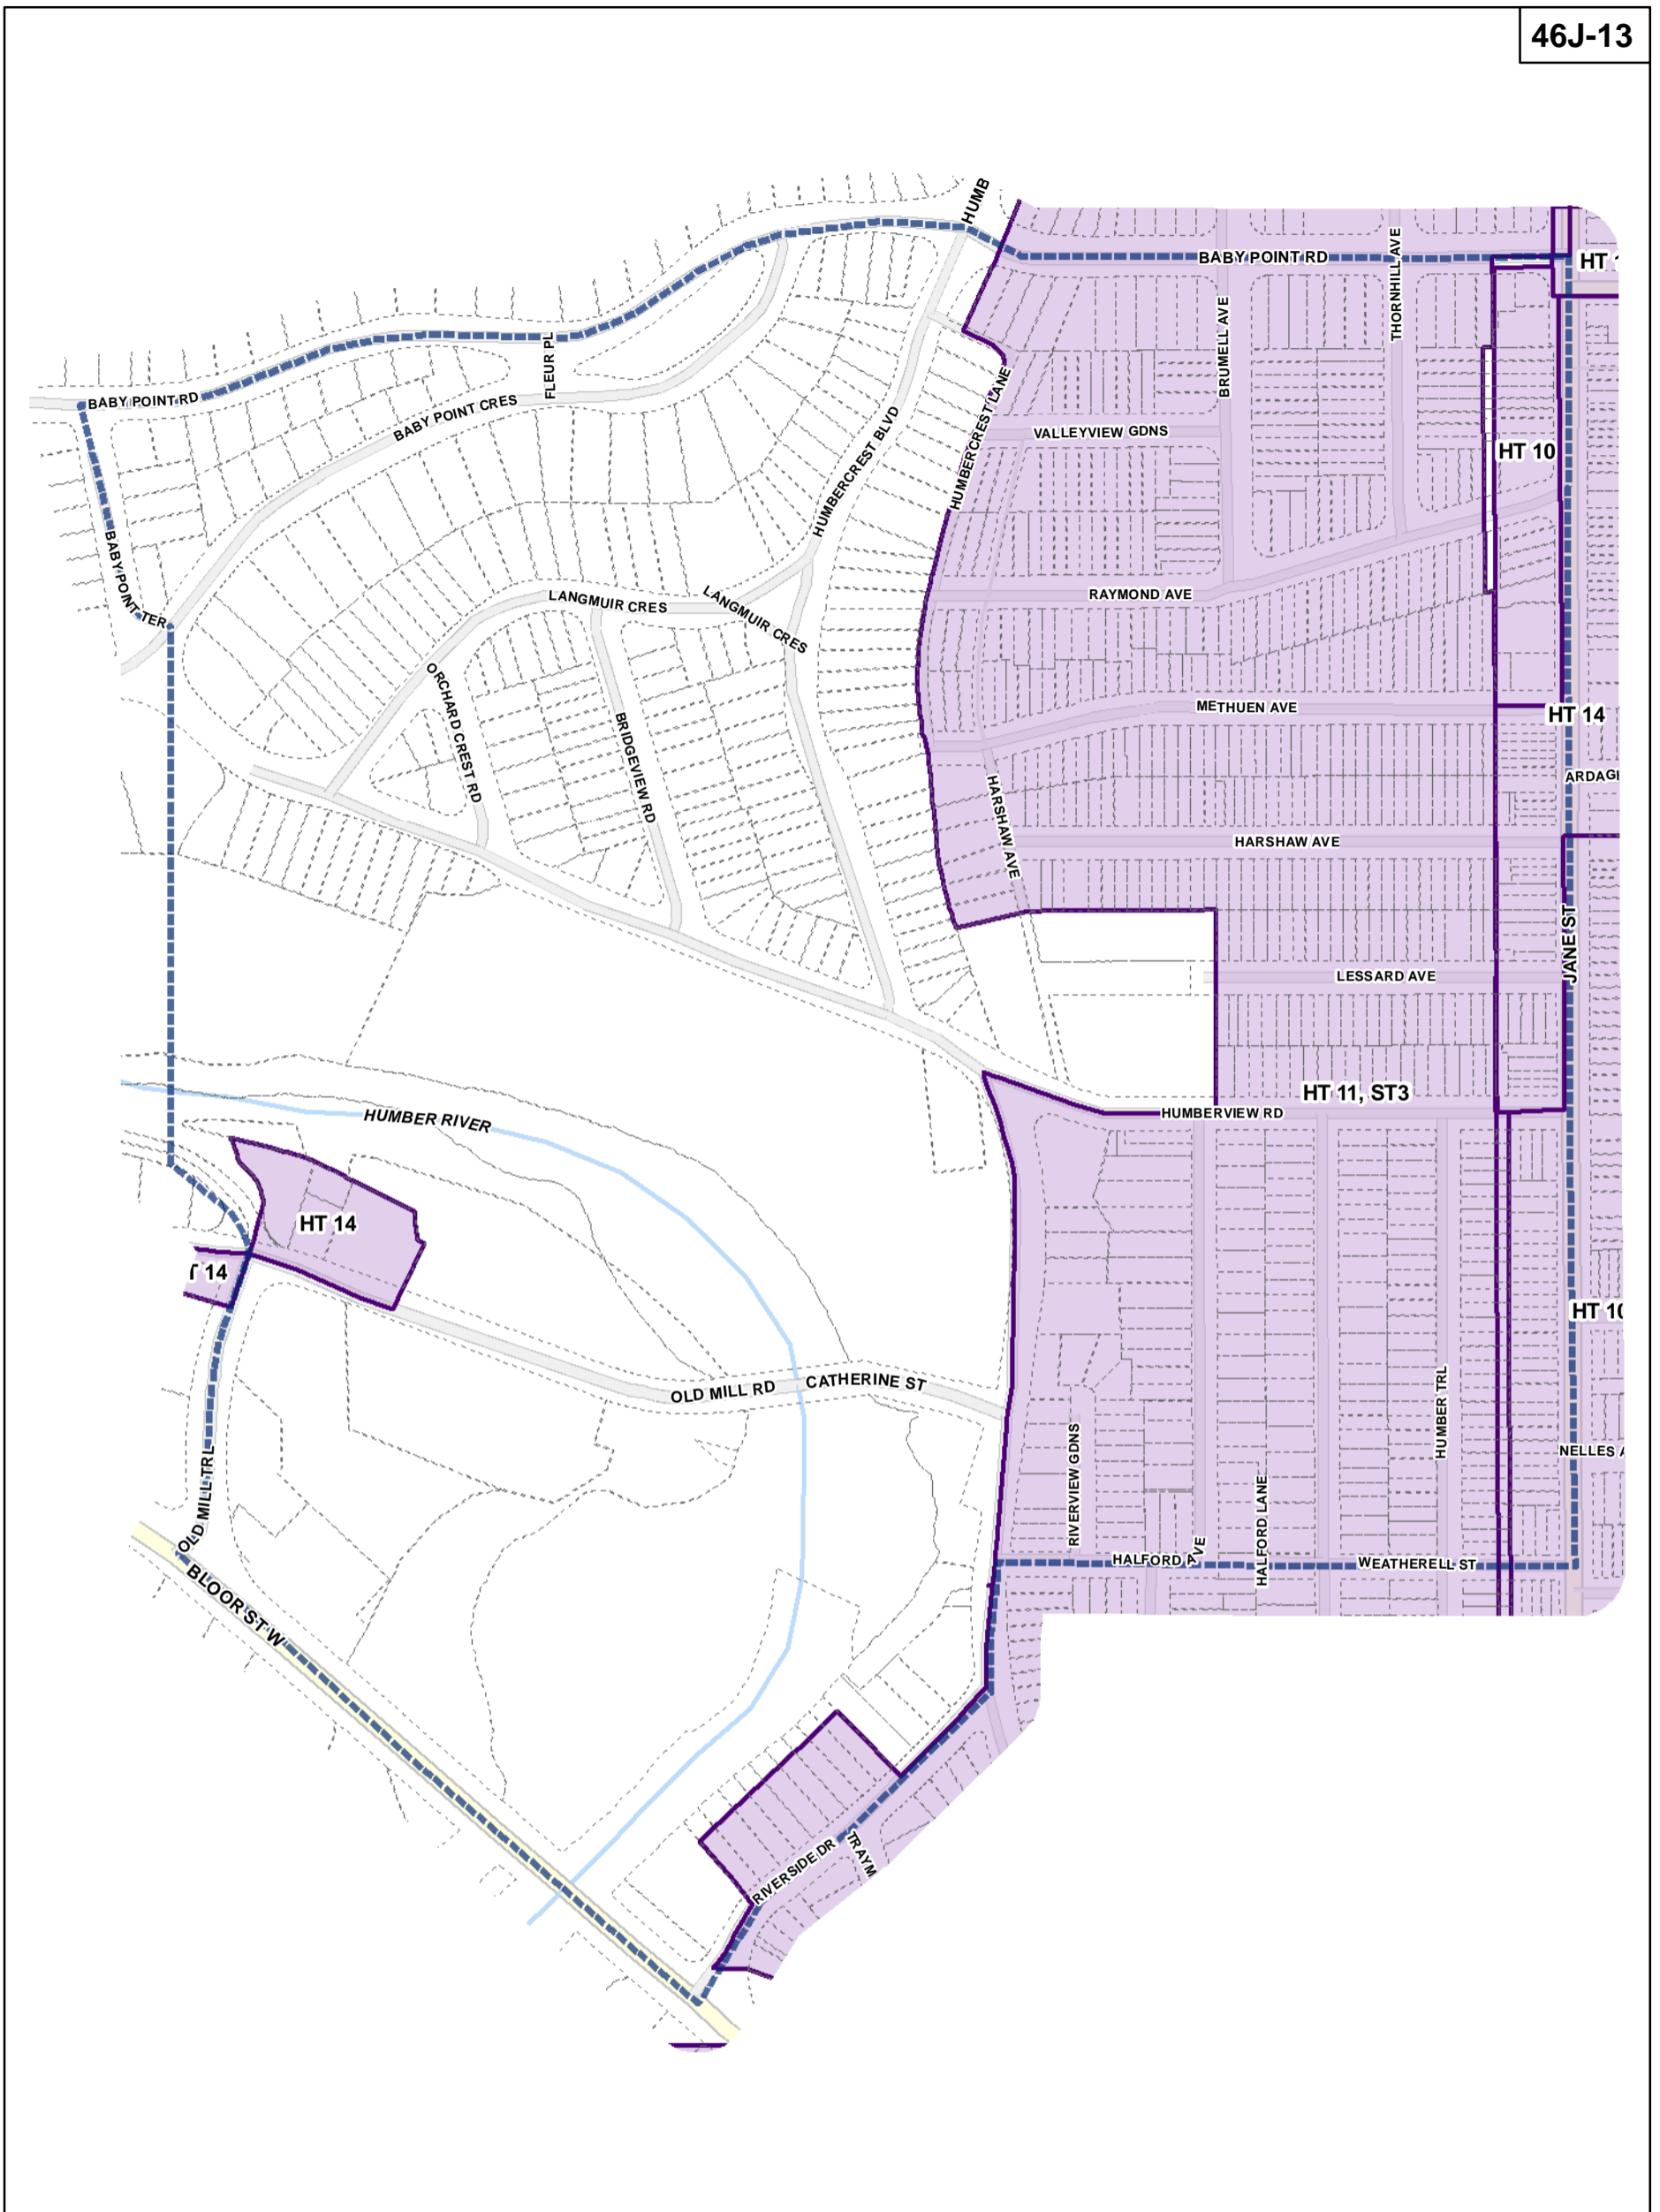 46J-13
HUMB
BABY POINT RD
THORNHILL AVE
BRUMELL AVE
FLEUR PL
BABY POINT RD
BABY POINT CRES
HUMBERCREST BLVD
HUMBERCREST LANE
VALLEYVIEW GDNS
HT 10
BABY POINT TER
LANGMUIR CRES
LANGMUIR CRES
RAYMOND AVE
ORCHARD CREST RD
BRIDGEVIEW RD
METHUEN AVE
HT 14
HARSHAW AVE
HARSHAW AVE
JANE ST
LESSARD AVE
HT 11, ST3
HUMBER RIVER
HUMBERVIEW RD
HT 14
14
HT 10
OLD MILL RD
CATHERINE ST
HUMBER TRL
NELLES
RIVERVIEW GDNS
HALFORD LANE
OLD MILL TRL
HALFORD AVE
WEATHERELL ST
BLOOR ST W
RIVERSIDE DR
TRAYM